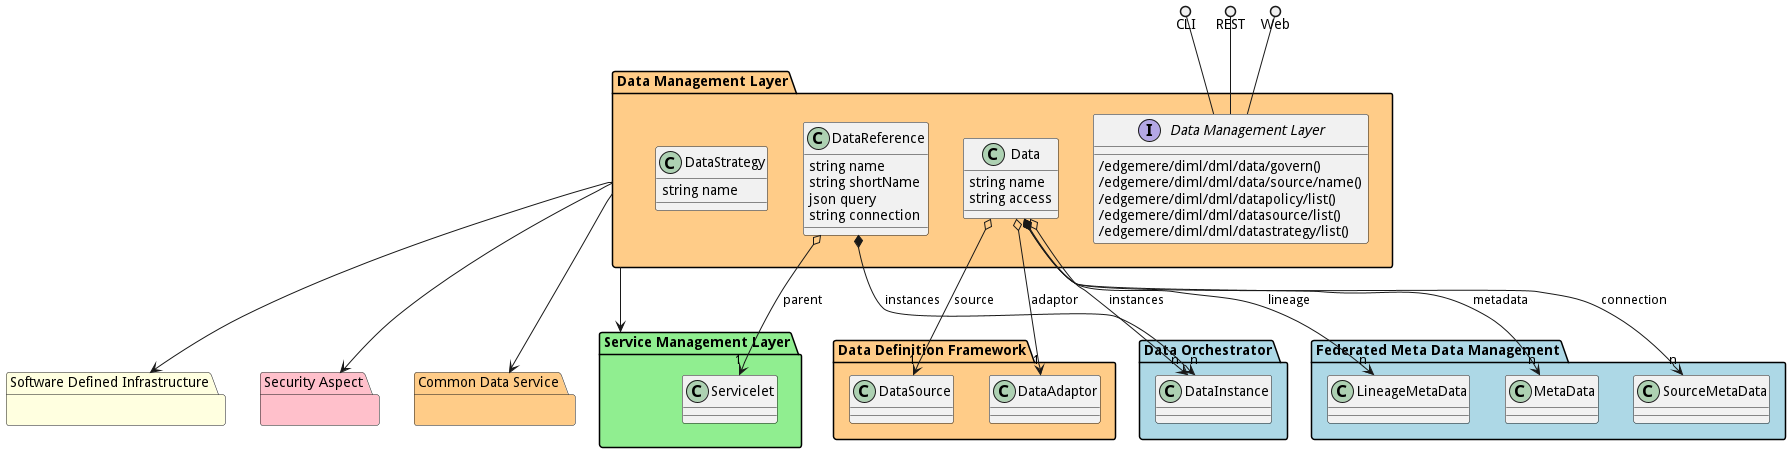 CLI
REST
Web
Data Management Layer
C DataStrategy
string name
C DataReference
string name
string shortName
json query
string connection
C Data
string name
string access
I Data Management Layer
/edgemere/diml/dml/data/govern()
/edgemere/diml/dml/data/source/name()
/edgemere/diml/dml/datapolicy/list()
/edgemere/diml/dml/datasource/list()
/edgemere/diml/dml/datastrategy/list()
parent
instances
source
adaptor
instances
lineage
metadata
connection
Software Defined Infrastructure
Security Aspect
Common Data Service
Service Management Layer
1
C Servicelet
Data Definition Framework
1
1
C DataSource
C DataAdaptor
Data Orchestrator
n
n
C DataInstance
Federated Meta Data Management
n
n
n
C LineageMetaData
C MetaData
C SourceMetaData